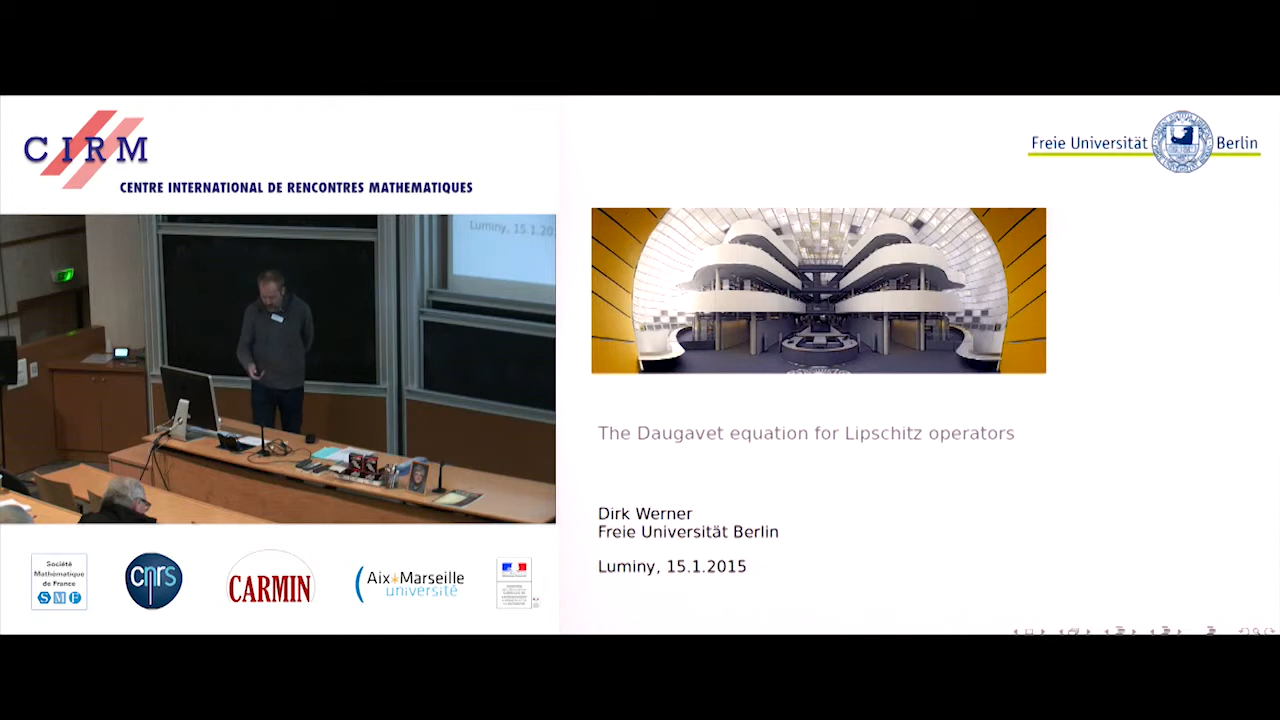 CIRM
CENTRE INTERNATIONAL DE RENCONTRES MATHEMATIQUES
Luminy, 15.1.20
Société
Mathématique
de France
SMF
cnrs
CARMIN
Aix*Marseille
université
Freie Universität Berlin
The Daugavet equation for Lipschitz operators
Dirk Werner
Freie Universität Berlin
Luminy, 15.1.2015